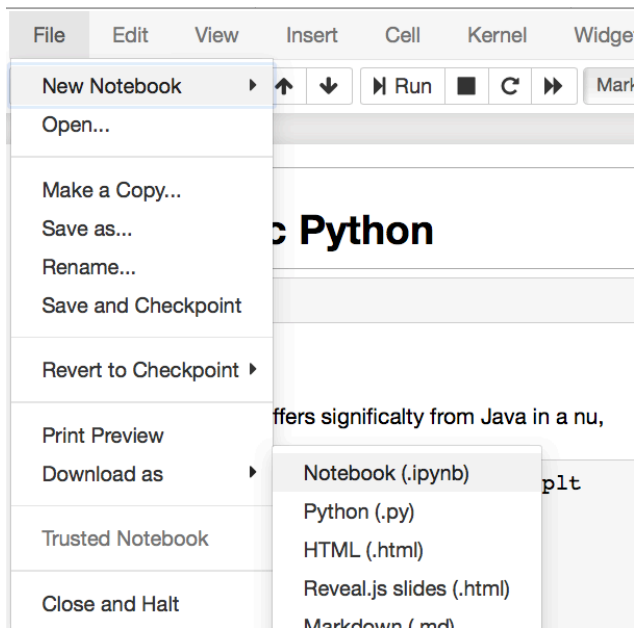 File Edit View Insert Cell Kernel Widge
New Notebook Run Mark
Open...
Make a Copy...
Save as...
c Python
Rename...
Save and Checkpoint
Revert to Checkpoint
ffers significalty from Java in a nu,
Print Preview
Download as
Notebook (.ipynb)
plt
Python (.py)
Trusted Notebook
HTML (.html)
Reveal.js slides (.html)
Close and Halt
Markdown (.md)